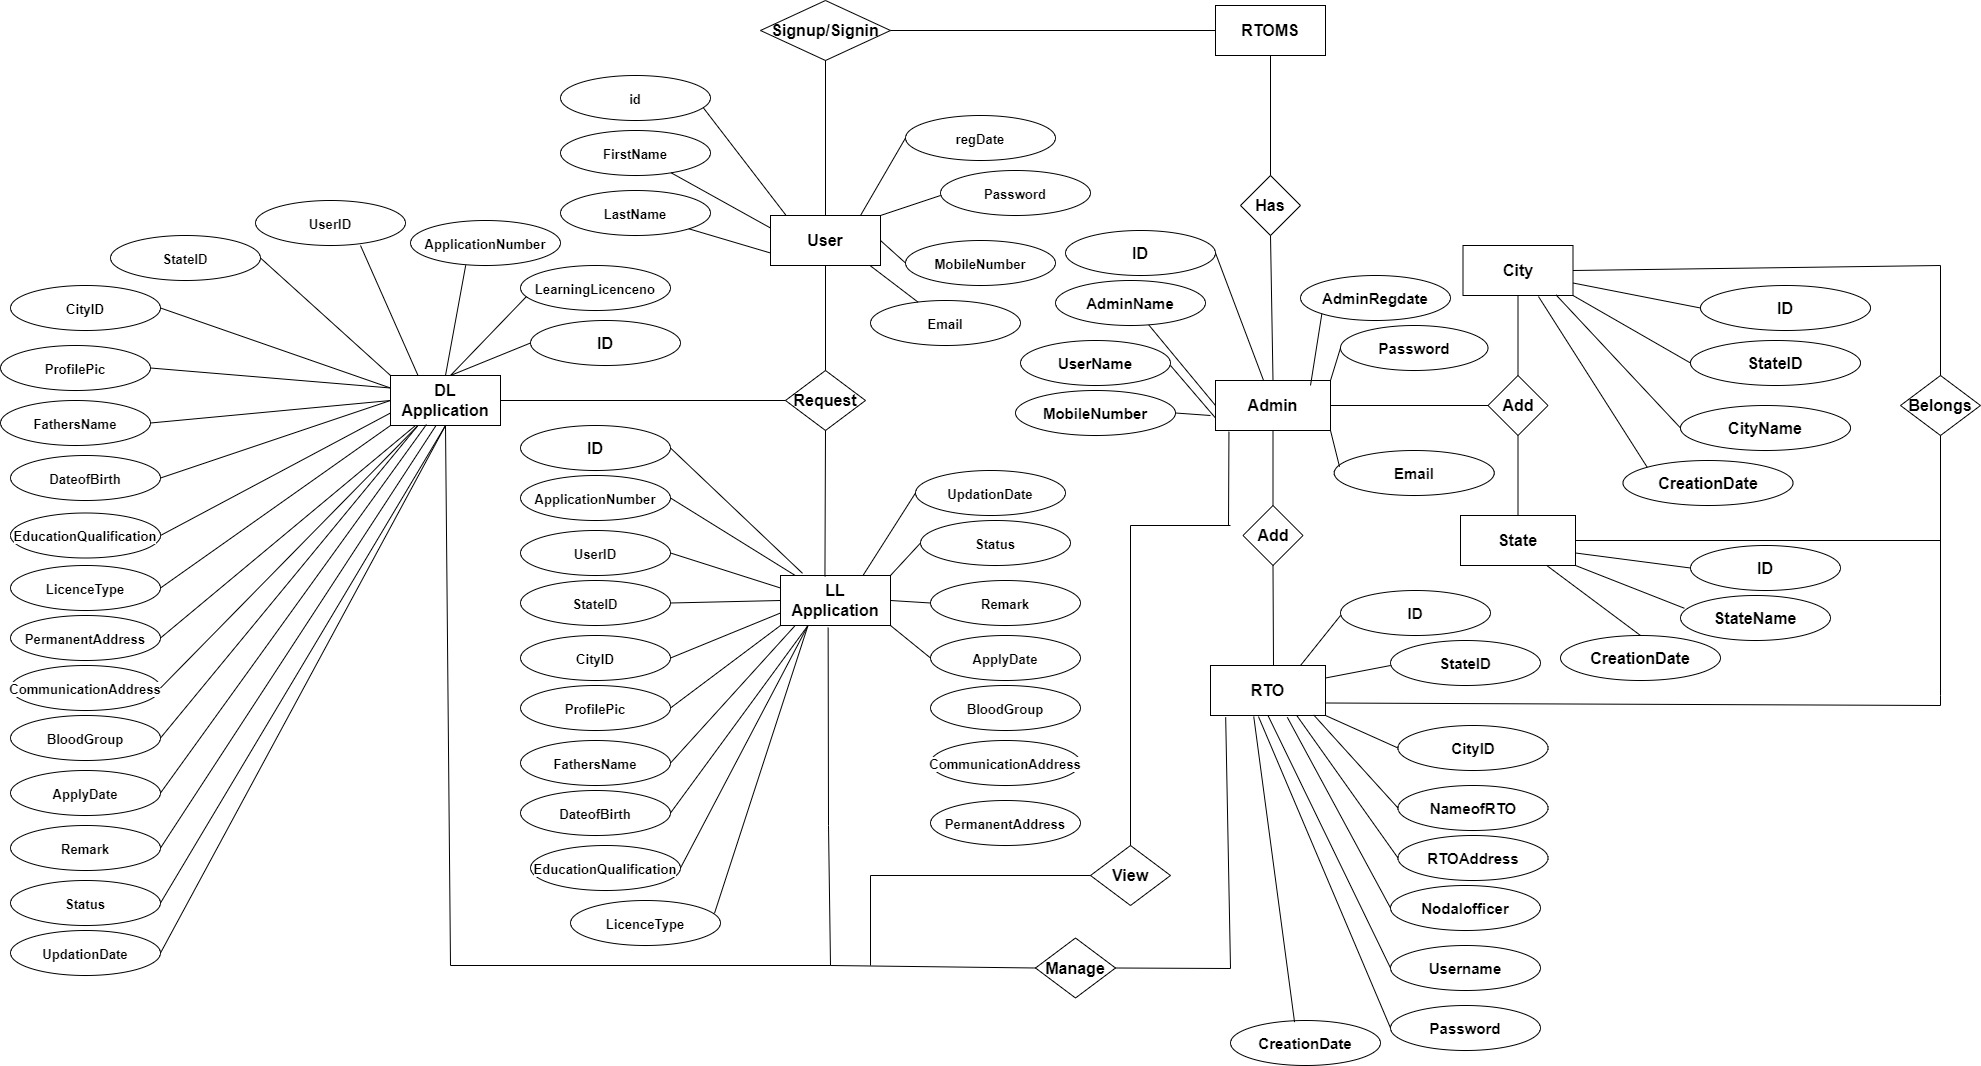 Signup/Signin
RTOMS
id
regDate
FirstName
Password
LastName
Has
UserID
User
ApplicationNumber
StateID
MobileNumber
ID
City
LearningLicenceno
AdminName
AdminRegdate
ID
CityID
Email
ID
UserName
Password
StateID
ProfilePic
DL
Application
Request
MobileNumber
Admin
Add
Belongs
FathersName
CityName
ID
Email
DateofBirth
CreationDate
ApplicationNumber
UpdationDate
EducationQualification
Add
State
UserID
Status
ID
LicenceType
StateID
LL
Application
Remark
ID
StateName
PermanentAddress
CityID
ApplyDate
StateID
CreationDate
CommunicationAddress
RTO
ProfilePic
BloodGroup
BloodGroup
CityID
FathersName
CommunicationAddress
ApplyDate
NameofRTO
DateofBirth
PermanentAddress
Remark
RTOAddress
EducationQualification
View
Status
Nodalofficer
LicenceType
UpdationDate
Manage
Username
Password
CreationDate